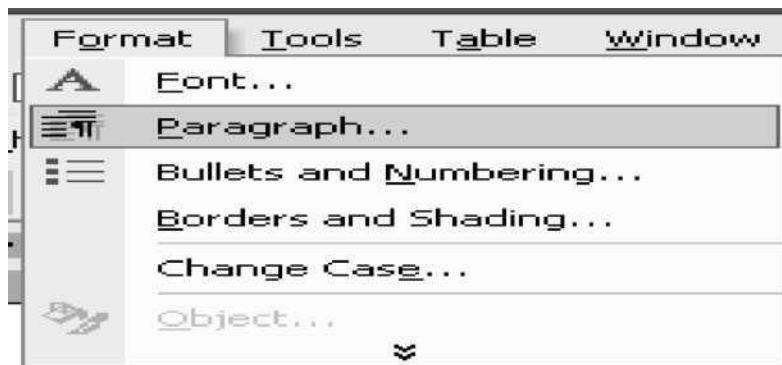 Format Tools Table Window
Font...
Paragraph...
Bullets and Numbering...
Borders and Shading...
Change Case...
Object...